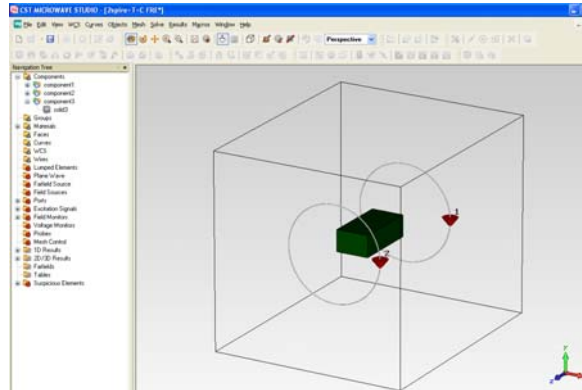 CST MICROWAVE STUDIO - [2spire-T-C FRE*]
File Edit View WCS Curves Objects Mesh Solve Results Macros Window Help
Perspective
Navigation Tree
Components
component1
component2
component3
solid3
Groups
Materials
Faces
Curves
WCS
Wires
Lumped Elements
Plane Wave
Farfield Source
Field Sources
Ports
Excitation Signals
Field Monitors
Voltage Monitors
Probes
Mesh Control
1D Results
2D/3D Results
Farfields
Tables
Suspicious Elements
1
2
y
x
z